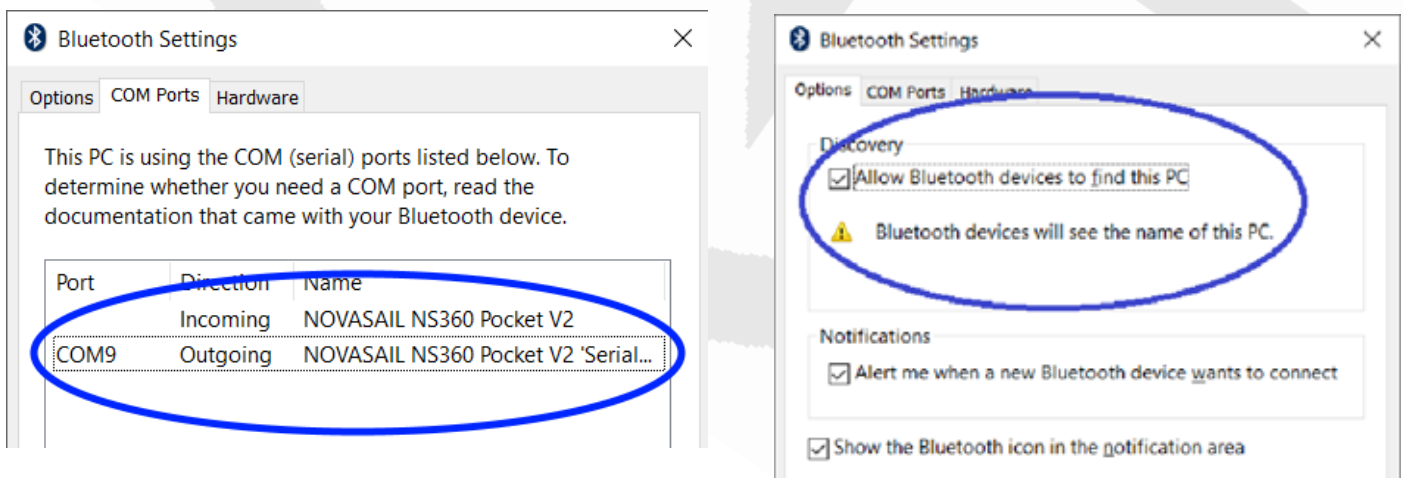 Bluetooth Settings
Options COM Ports Hardware
This PC is using the COM (serial) ports listed below. To
determine whether you need a COM port, read the
documentation that came with your Bluetooth device.
Port Direction Name
Incoming NOVASAIL NS360 Pocket V2
COM9 Outgoing NOVASAIL NS360 Pocket V2 'Serial...
Bluetooth Settings
Options COM Ports Hardware
Discovery
Allow Bluetooth devices to find this PC
Bluetooth devices will see the name of this PC.
Notifications
Alert me when a new Bluetooth device wants to connect
Show the Bluetooth icon in the notification area